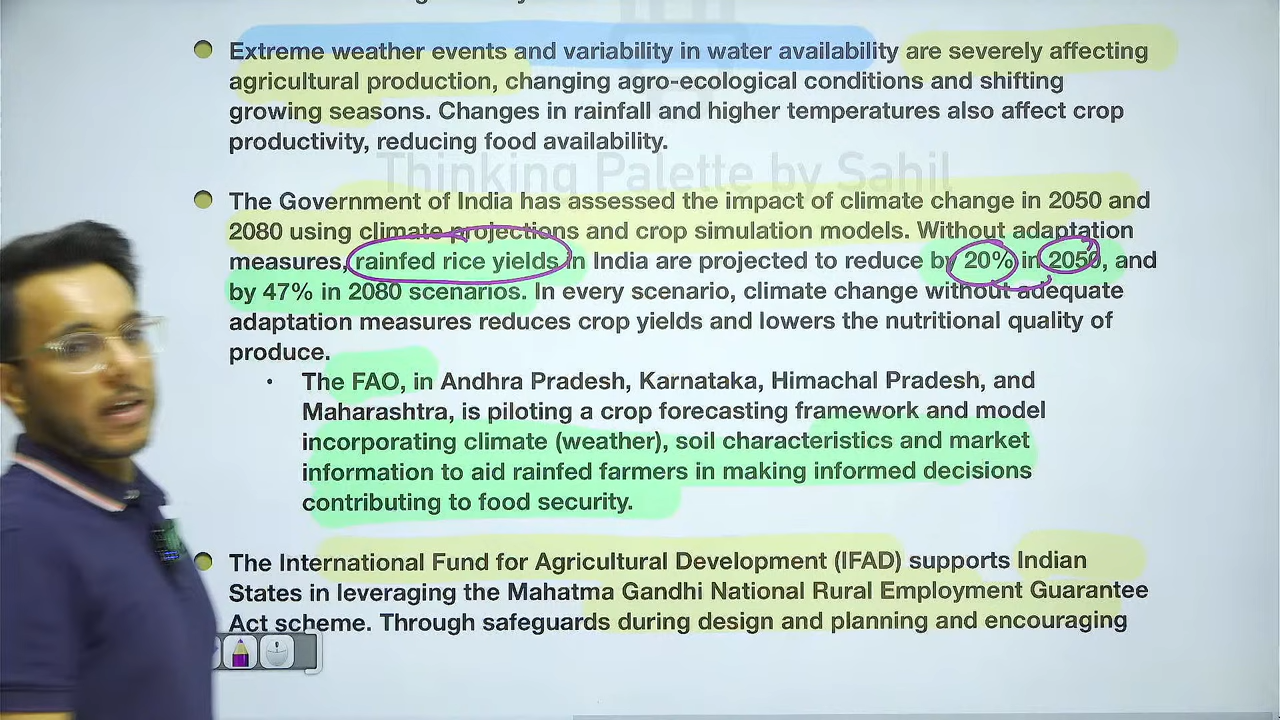 Extreme weather events and variability in water availability are severely affecting
agricultural production, changing agro-ecological conditions and shifting
growing seasons. Changes in rainfall and higher temperatures also affect crop
productivity, reducing food availability.
Thinking Palette by Sahil
The Government of India has assessed the impact of climate change in 2050 and
2080 using climate projections and crop simulation models. Without adaptation
measures, rainfed rice yields in India are projected to reduce by 20% in 2050, and
by 47% in 2080 scenarios. In every scenario, climate change without adequate
adaptation measures reduces crop yields and lowers the nutritional quality of
produce.
• The FAO, in Andhra Pradesh, Karnataka, Himachal Pradesh, and
Maharashtra, is piloting a crop forecasting framework and model
incorporating climate (weather), soil characteristics and market
information to aid rainfed farmers in making informed decisions
contributing to food security.
The International Fund for Agricultural Development (IFAD) supports Indian
States in leveraging the Mahatma Gandhi National Rural Employment Guarantee
Act scheme. Through safeguards during design and planning and encouraging